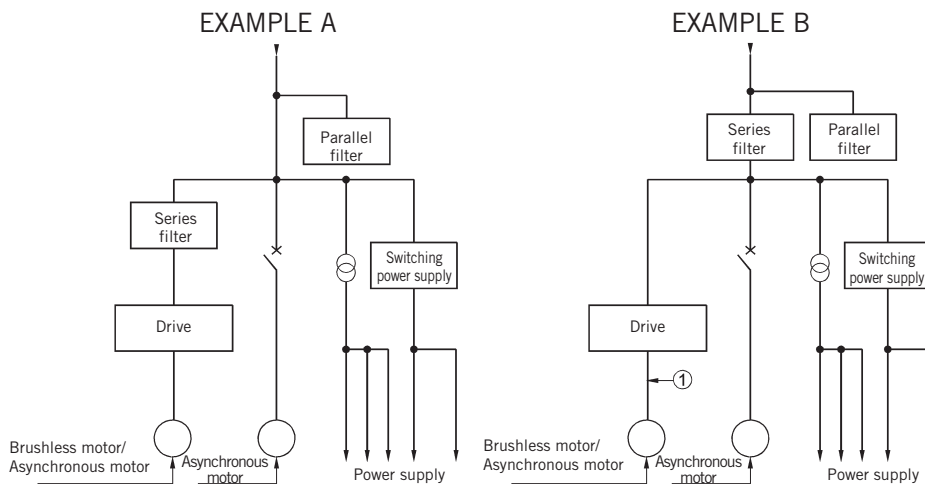 EXAMPLE A
Parallel
filter
Series
filter
Switching
power supply
Drive
Brushless motor/
Asynchronous motor
Asynchronous
motor
Power supply
EXAMPLE B
Series
filter
Parallel
filter
Switching
power supply
Drive
1
Brushless motor/
Asynchronous motor
Asynchronous
motor
Power supply